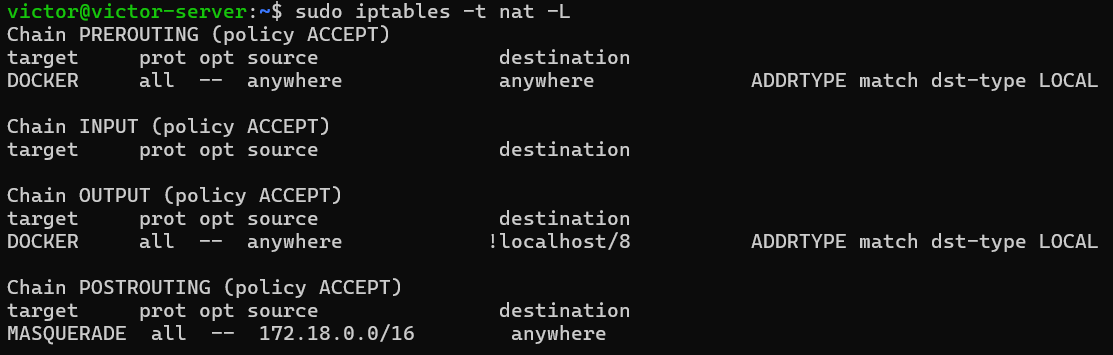 victor@victor-server:~$ sudo iptables -t nat -L
Chain PREROUTING (policy ACCEPT)
target     prot opt source               destination
DOCKER     all  --  anywhere             anywhere             ADDRTYPE match dst-type LOCAL

Chain INPUT (policy ACCEPT)
target     prot opt source               destination

Chain OUTPUT (policy ACCEPT)
target     prot opt source               destination
DOCKER     all  --  anywhere            !localhost/8          ADDRTYPE match dst-type LOCAL

Chain POSTROUTING (policy ACCEPT)
target     prot opt source               destination
MASQUERADE  all  --  172.18.0.0/16        anywhere